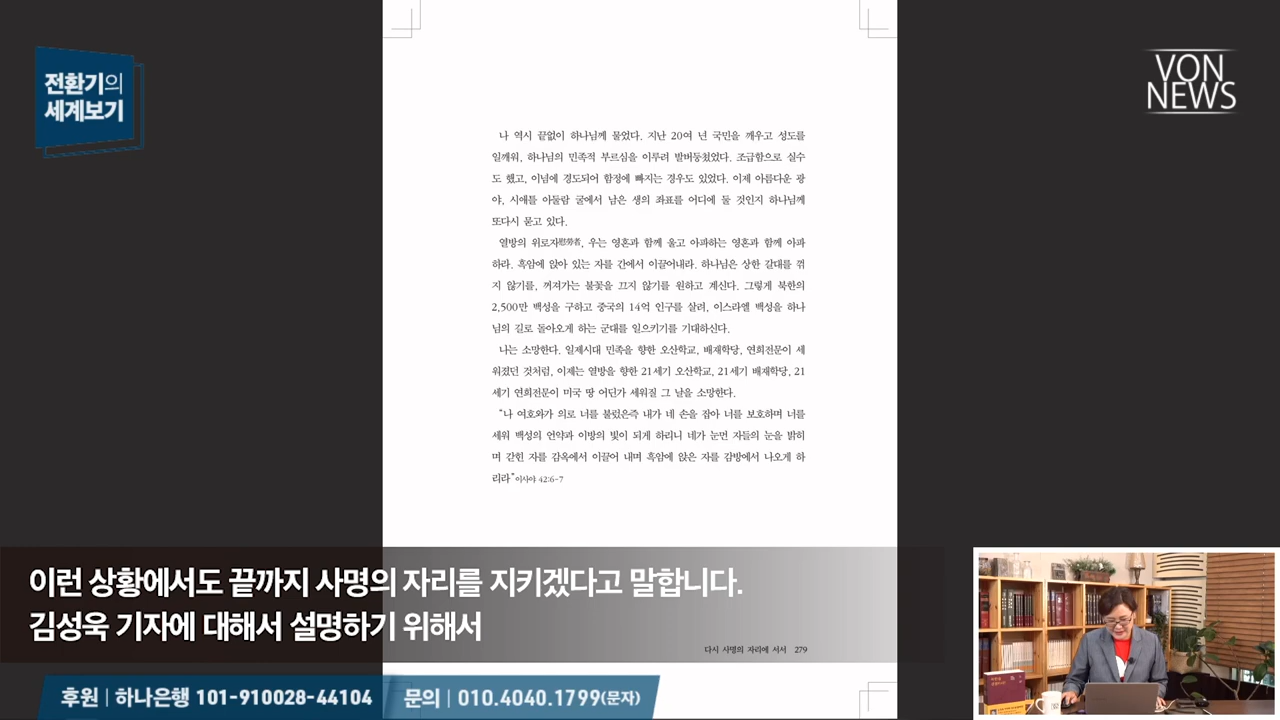 전환기의
세계보기
VON
NEWS
나 역시 끝없이 하나님께 물었다. 지난 20여 년 국민을 깨우고 성도를
일깨워, 하나님의 민족적 부르심을 이루려 발버둥쳤었다. 조급함으로 실수
도 했고, 이념에 경도되어 함정에 빠지는 경우도 있었다. 이제 아름다운 광
야, 시애틀 아둘람 굴에서 남은 생의 좌표를 어디에 둘 것인지 하나님께
또다시 묻고 있다.
열방의 위로자慰勞者, 우는 영혼과 함께 울고 아파하는 영혼과 함께 아파
하라. 흑암에 앉아 있는 자를 간에서 이끌어내라. 하나님은 상한 갈대를 꺾
지 않기를, 꺼져가는 불꽃을 끄지 않기를 원하고 계신다. 그렇게 북한의
2,500만 백성을 구하고 중국의 14억 인구를 살려, 이스라엘 백성을 하나
님의 길로 돌아오게 하는 군대를 일으키기를 기대하신다.
나는 소망한다. 일제시대 민족을 향한 오산학교, 배재학당, 연희전문이 세
워졌던 것처럼, 이제는 열방을 향한 21세기 오산학교, 21세기 배재학당, 21
세기 연희전문이 미국 땅 어딘가 세워질 그 날을 소망한다.
“나 여호와가 의로 너를 불렀은즉 내가 네 손을 잡아 너를 보호하며 너를
세워 백성의 언약과 이방의 빛이 되게 하리니 네가 눈먼 자들의 눈을 밝히
며 갇힌 자를 감옥에서 이끌어 내며 흑암에 앉은 자를 감방에서 나오게 하
리라”이사야 42:6-7
이런 상황에서도 끝까지 사명의 자리를 지키겠다고 말합니다.
김성욱 기자에 대해서 설명하기 위해서
다시 사명의 자리에 서서 279
후원 | 하나은행 101-910028-44104 문의 | 010.4040.1799(문자)